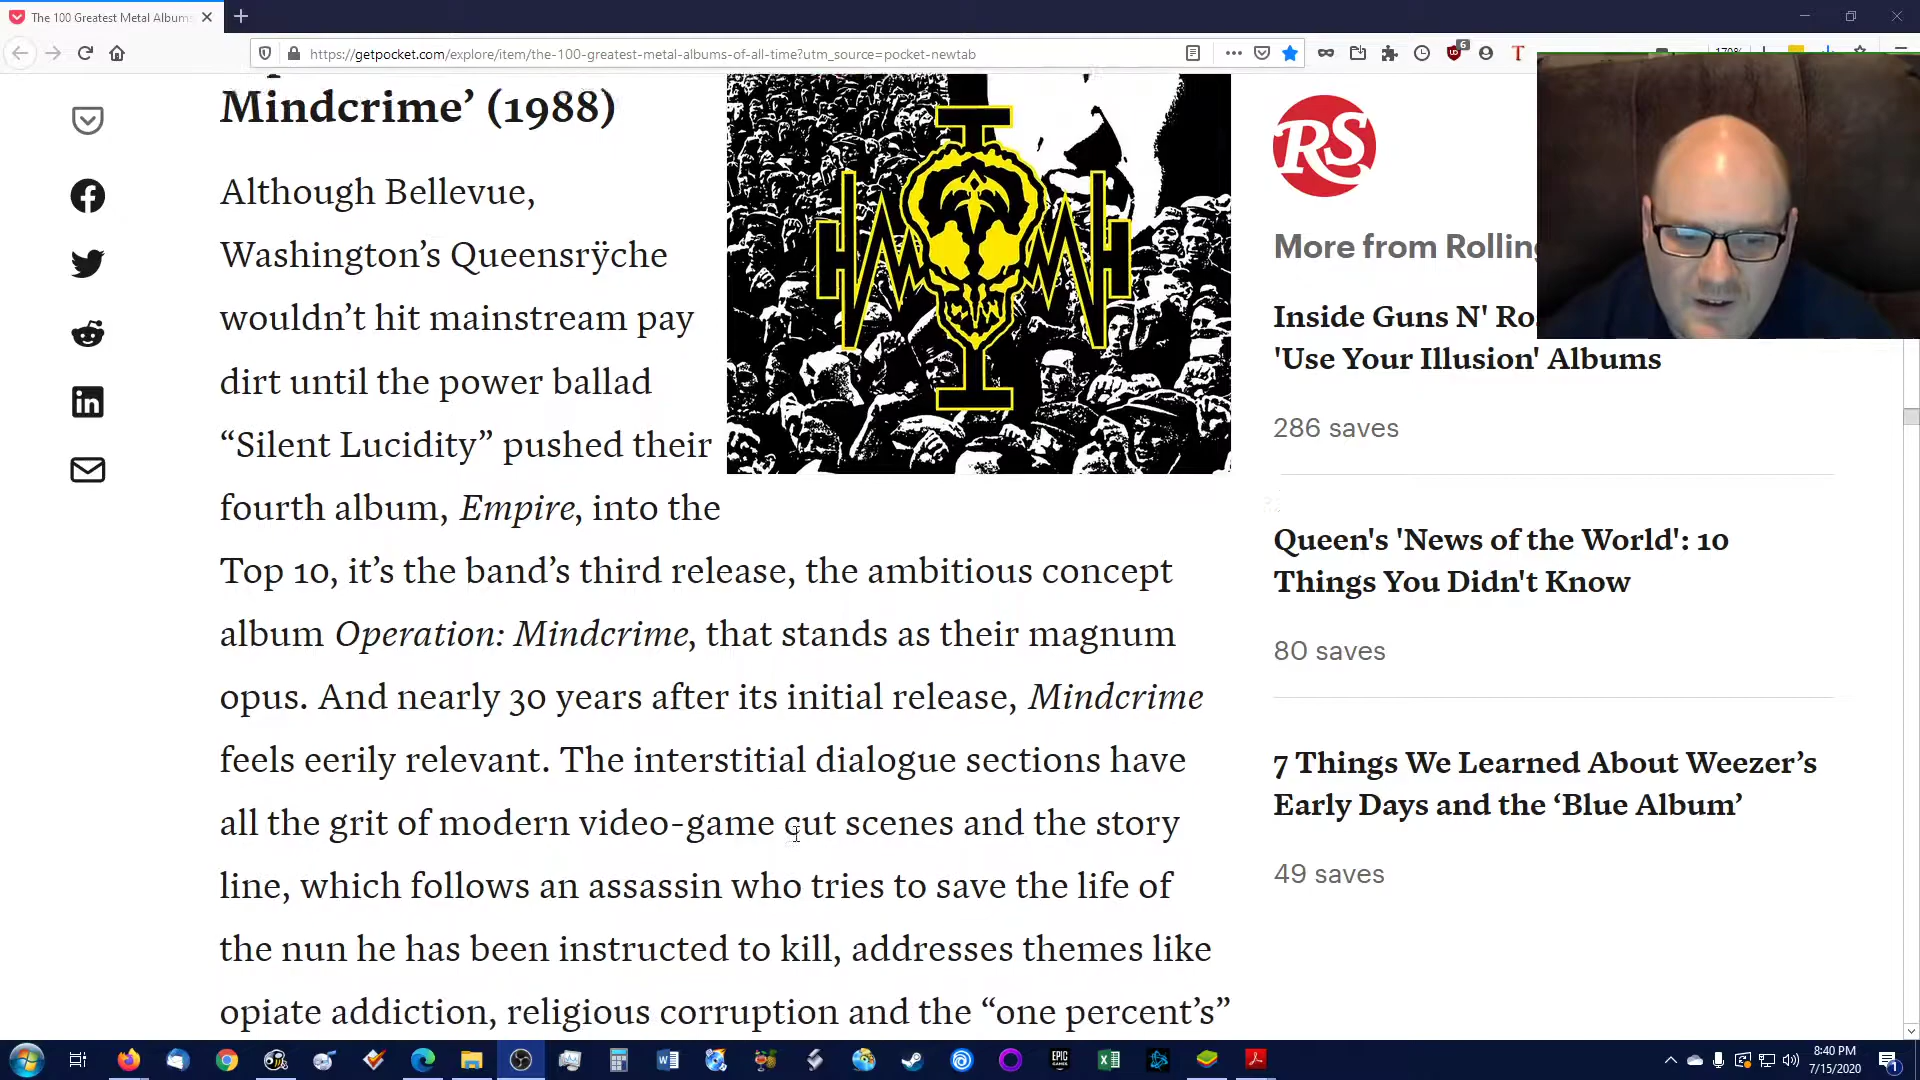 The 100 Greatest Metal Albums
https://getpocket.com/explore/item/the-100-greatest-metal-albums-of-all-time?utm_source=pocket-newtab
6
170%
Mindcrime’ (1988)
Although Bellevue,
Washington’s Queensrÿche
wouldn’t hit mainstream pay
dirt until the power ballad
“Silent Lucidity” pushed their
fourth album, Empire, into the
Top 10, it’s the band’s third release, the ambitious concept
album Operation: Mindcrime, that stands as their magnum
opus. And nearly 30 years after its initial release, Mindcrime
feels eerily relevant. The interstitial dialogue sections have
all the grit of modern video-game cut scenes and the story
line, which follows an assassin who tries to save the life of
the nun he has been instructed to kill, addresses themes like
opiate addiction, religious corruption and the “one percent’s”
RS
More from Rolling
Inside Guns N' Ro
'Use Your Illusion' Albums
286 saves
Queen's 'News of the World': 10
Things You Didn't Know
80 saves
7 Things We Learned About Weezer’s
Early Days and the ‘Blue Album’
49 saves
EPIC
GAMES
8:40 PM
7/15/2020
1